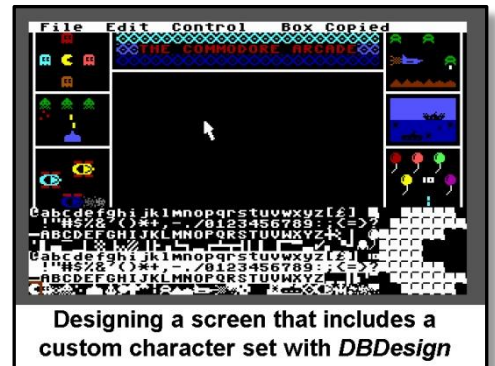 File Edit Control Box Copied
THE COMMODORE ARCADE
@abcdefghijklmnopqrstuvwxyz[£]
!"#$%&'()*+,-./0123456789:;<=>?
-ABCDEFGHIJKLMNOPQRSTUVWXYZ
@abcdefghijklmnopqrstuvwxyz[£]
!"#$%&'()*+,-./0123456789:;<=>?
-ABCDEFGHIJKLMNOPQRSTUVWXYZ
Designing a screen that includes a
custom character set with DBDesign